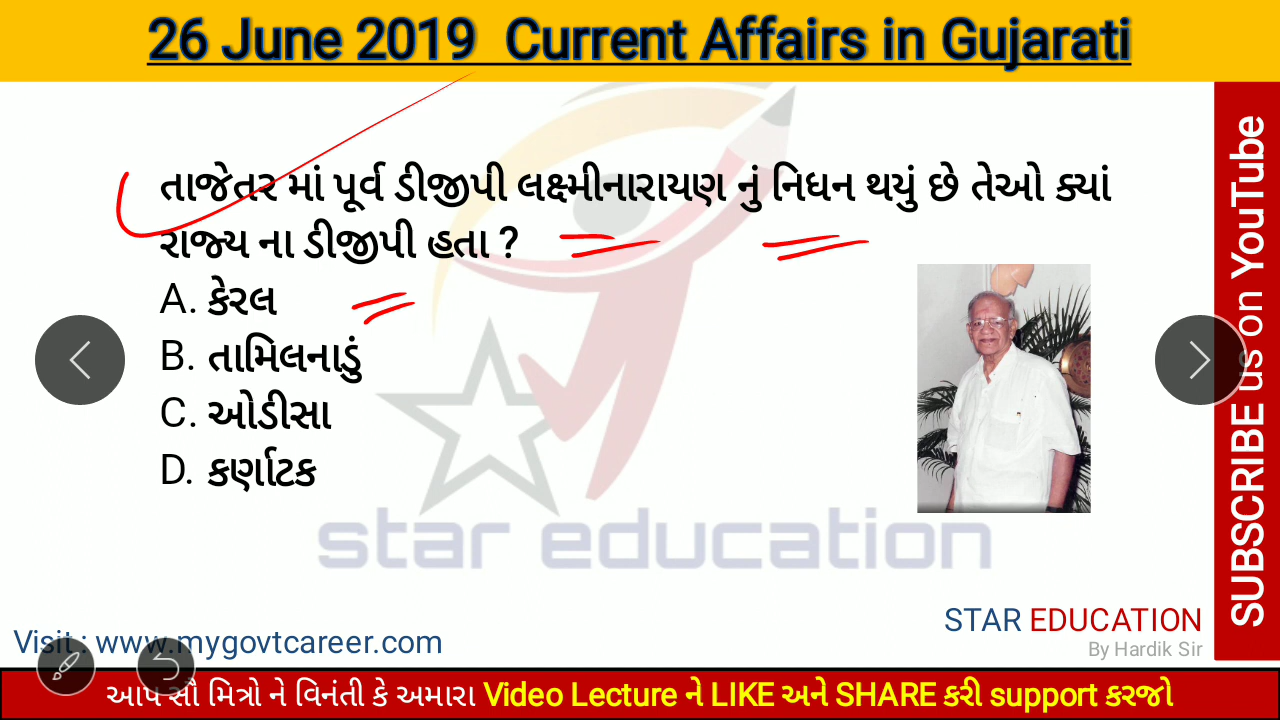 26 June 2019 Current Affairs in Gujarati
તાજેતર માં પૂર્વ ડીજીપી લક્ષ્મીનારાયણ નું નિધન થયું છે તેઓ ક્યાં
રાજ્ય ના ડીજીપી હતા ?
A. કેરલ
B. તામિલનાડું
C. ઓડીસા
D. કર્ણાટક
star education
STAR EDUCATION
By Hardik Sir
Visit : www.mygovtcareer.com
આપ સૌ મિત્રો ને વિનંતી કે અમારા Video Lecture ને LIKE અને SHARE કરી support કરજો
SUBSCRIBE us on YouTube